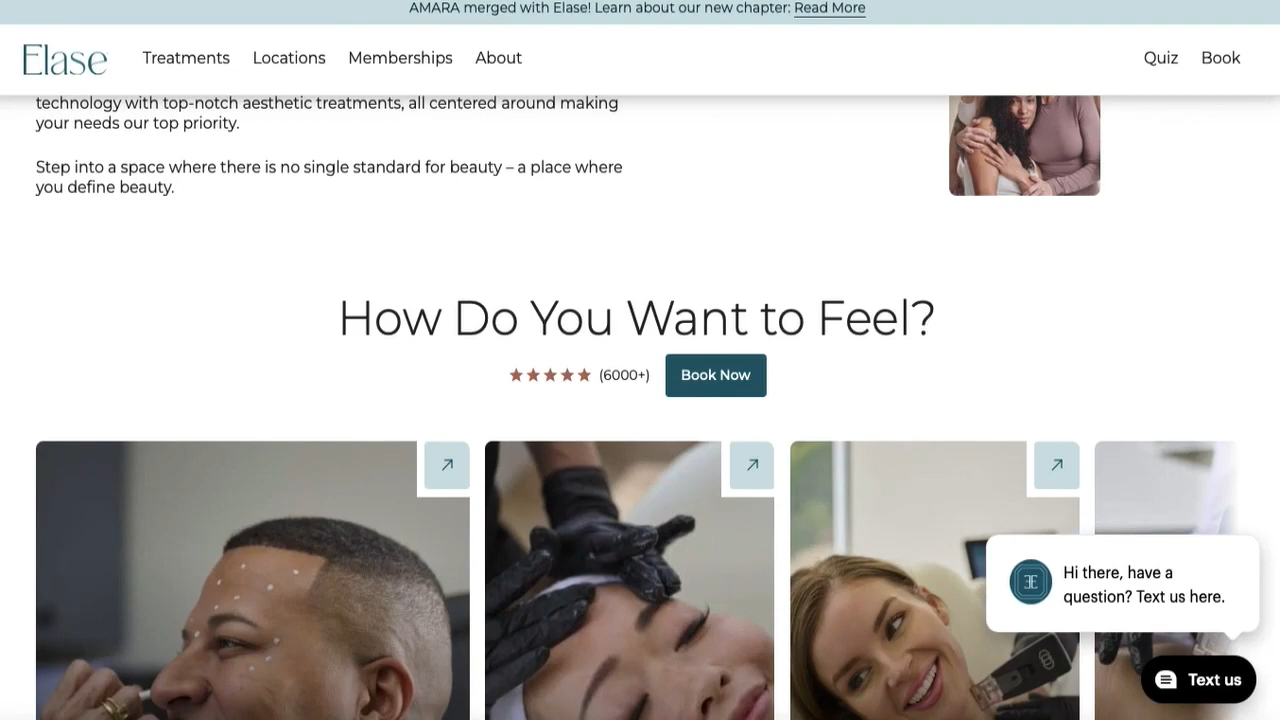 AMARA merged with Elase! Learn about our new chapter: Read More
Elase Treatments Locations Memberships About Quiz Book
technology with top-notch aesthetic treatments, all centered around making
your needs our top priority.
Step into a space where there is no single standard for beauty – a place where
you define beauty.
How Do You Want to Feel?
(6000+) Book Now
Hi there, have a
question? Text us here.
Text us